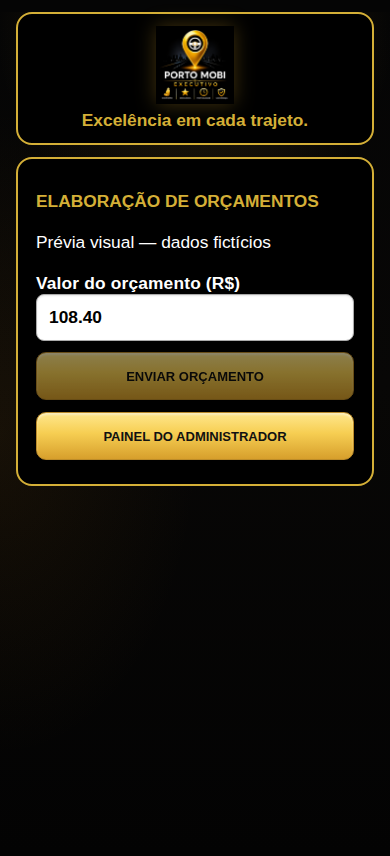 PORTO MOBI
EXECUTIVO
Excelência em cada trajeto.
ELABORAÇÃO DE ORÇAMENTOS
Prévia visual — dados fictícios
Valor do orçamento (R$)
108.40
ENVIAR ORÇAMENTO
PAINEL DO ADMINISTRADOR